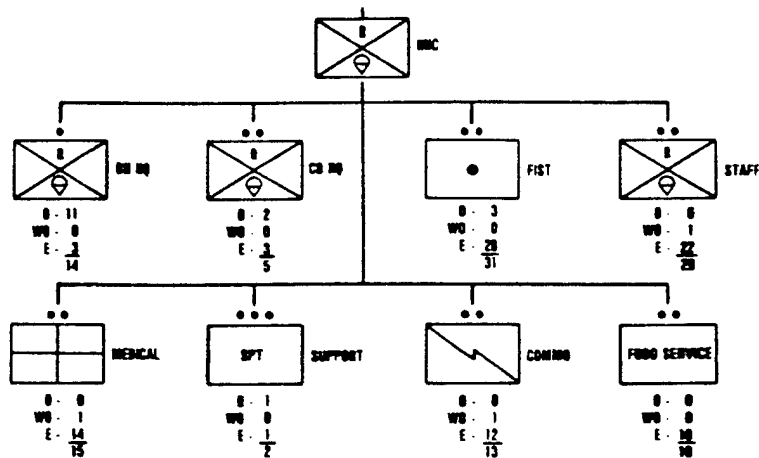 R
HHC
R
BN HQ
R
CO HQ
FIST
R
STAFF
O - 11
WO - 0
E - 3
14
O - 2
WO - 0
E - 3
5
O - 3
WO - 0
E - 28
31
O - 6
WO - 1
E - 22
29
MEDICAL
SPT
SUPPORT
COMMO
FOOD SERVICE
O - 0
WO - 1
E - 14
15
O - 1
WO - 0
E - 1
2
O - 0
WO - 1
E - 12
13
O - 0
WO - 0
E -